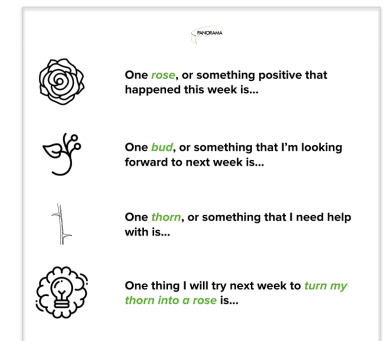 PANORAMA
One rose, or something positive that
happened this week is...
One bud, or something that I'm looking
forward to next week is...
One thorn, or something that I need help
with is...
One thing I will try next week to turn my
thorn into a rose is...